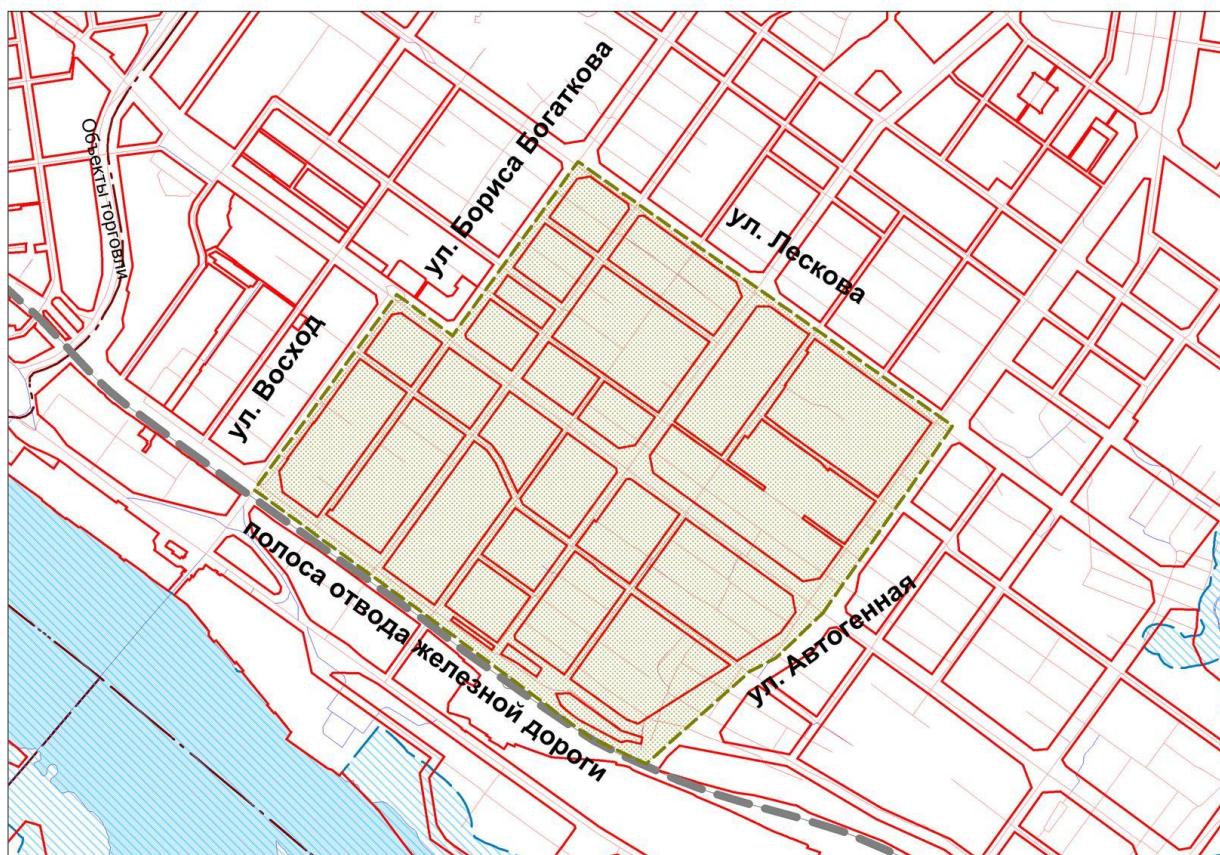 ул. Бориса Богаткова
Объекты торговли
ул. Лескова
ул. Восход
полоса отвода железной дороги
ул. Автогенная